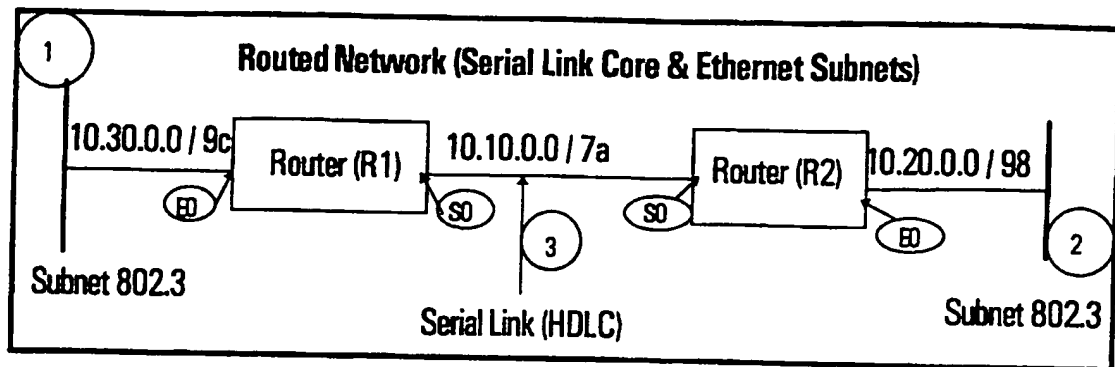 1
Routed Network (Serial Link Core & Ethernet Subnets)
10.30.0.0 / 9c
Router (R1)
10.10.0.0 / 7a
Router (R2)
10.20.0.0 / 98
E0
S0
3
S0
E0
2
Subnet 802.3
Serial Link (HDLC)
Subnet 802.3